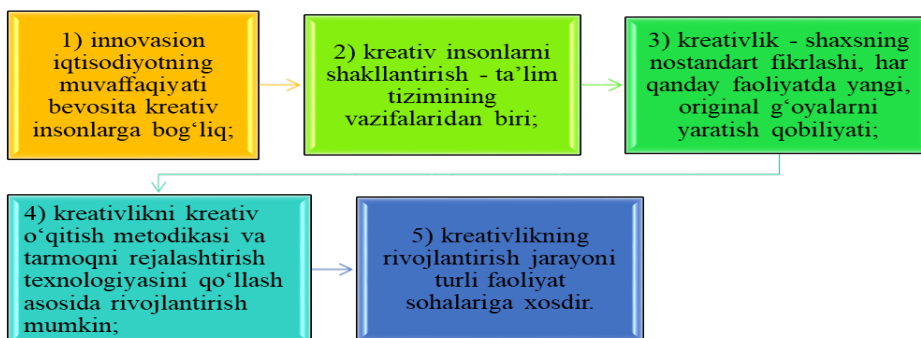 1) innovasion
iqtisodiyotning
muvaffaqiyati
bevosita kreativ
insonlarga bog‘liq;
2) kreativ insonlarni
shakllantirish - ta’lim
tizimining
vazifalaridan biri;
3) kreativlik - shaxsning
nostandart fikrlashi, har
qanday faoliyatda yangi,
original g‘oyalarni
yaratish qobiliyati;
4) kreativlikni kreativ
o‘qitish metodikasi va
tarmoqni rejalashtirish
texnologiyasini qo‘llash
asosida rivojlantirish
mumkin;
5) kreativlikning
rivojlantirish jarayoni
turli faoliyat
sohalariga xosdir.